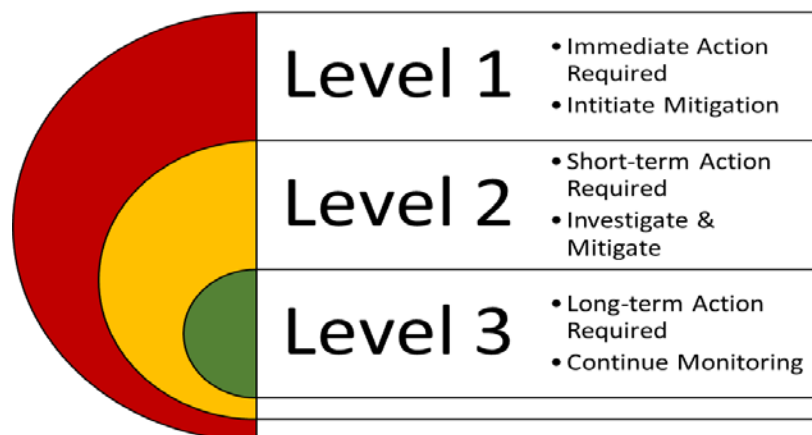 Level 1
• Immediate Action
Required
• Intitiate Mitigation
Level 2
• Short-term Action
Required
• Investigate &
Mitigate
Level 3
• Long-term Action
Required
• Continue Monitoring